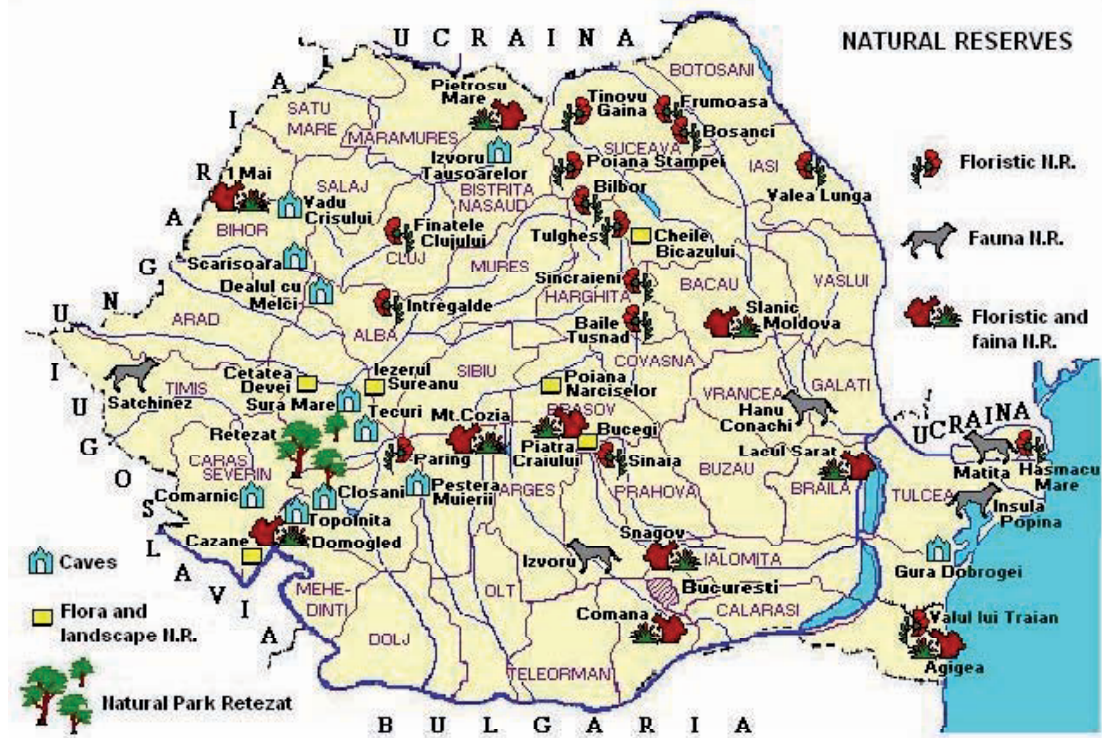 UCRAINA
NATURAL RESERVES
BOTOSANI
Pietrosu
Mare
Tinovu
Gaina
Frumoasa
SATU
MARE
MARAMURES
Bosanci
SUCEAVA
Izvoru
Tausoarelor
Poiana Stampei
IASI
Floristic N.R.
1 Mai
SALAJ
BISTRITA
NASAUD
Bilbor
Valea Lunga
Vadu
Crisului
BIHOR
Finatele
Clujului
CLUJ
Tulghess
Cheile
Bicazului
Fauna N.R.
Scarisoara
MURES
Sincraieni
HARGHITA
BACAU
VASLUI
Dealul cu
Melci
Intregalde
Slanic
Moldova
Floristic and
faina N.R.
ARAD
ALBA
Baile
Tusnad
COVASNA
UNGARIA
Cetatea
Devei
Iezerul
Sureanu
SIBIU
Poiana
Narciselor
VRANCEA
GALATI
TIMIS
Satchinez
Sura Mare
Tecuri
Mt.Cozia
BRASOV
Hanu
Conachi
UCRAINA
Retezat
Bucegi
Piatra
Craiului
Lacul Sarat
CARAS
SEVERIN
Paring
Sinaia
BUZAU
Matita
Hasmacu
Mare
Comarnic
Closani
Pestera
Muierii
ARGES
PRAHOVA
BRAILA
TULCEA
Insula
Popina
Topolnita
Cazane
Domogled
Snagov
Izvoru
IALOMITA
Gura Dobrogei
Caves
IUGOSLAVIA
MEHE-
DINTI
OLT
Bucuresti
CALARASI
Flora and
landscape N.R.
Comana
Valul lui Traian
DOLJ
Agigea
TELEORMAN
Natural Park Retezat
BULGARIA